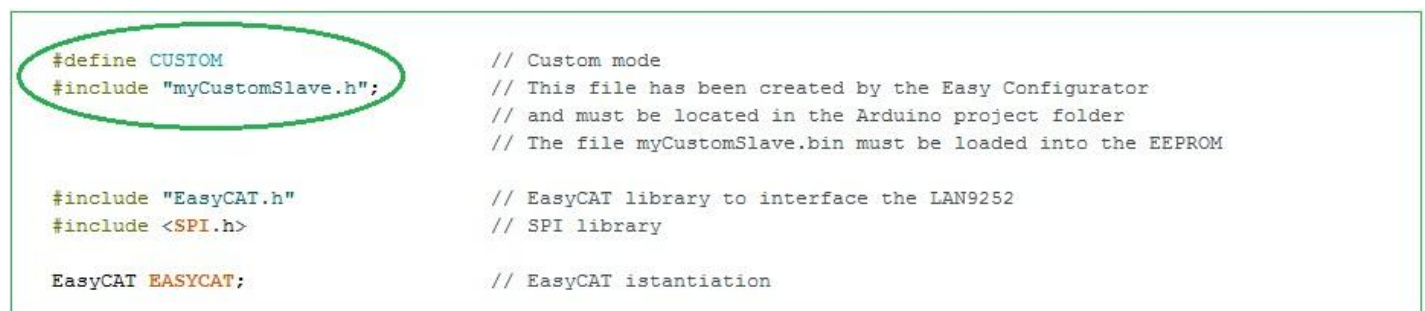 #define CUSTOM // Custom mode
#include "myCustomSlave.h"; // This file has been created by the Easy Configurator
// and must be located in the Arduino project folder
// The file myCustomSlave.bin must be loaded into the EEPROM
#include "EasyCAT.h" // EasyCAT library to interface the LAN9252
#include <SPI.h> // SPI library
EasyCAT EASYCAT; // EasyCAT istantiation